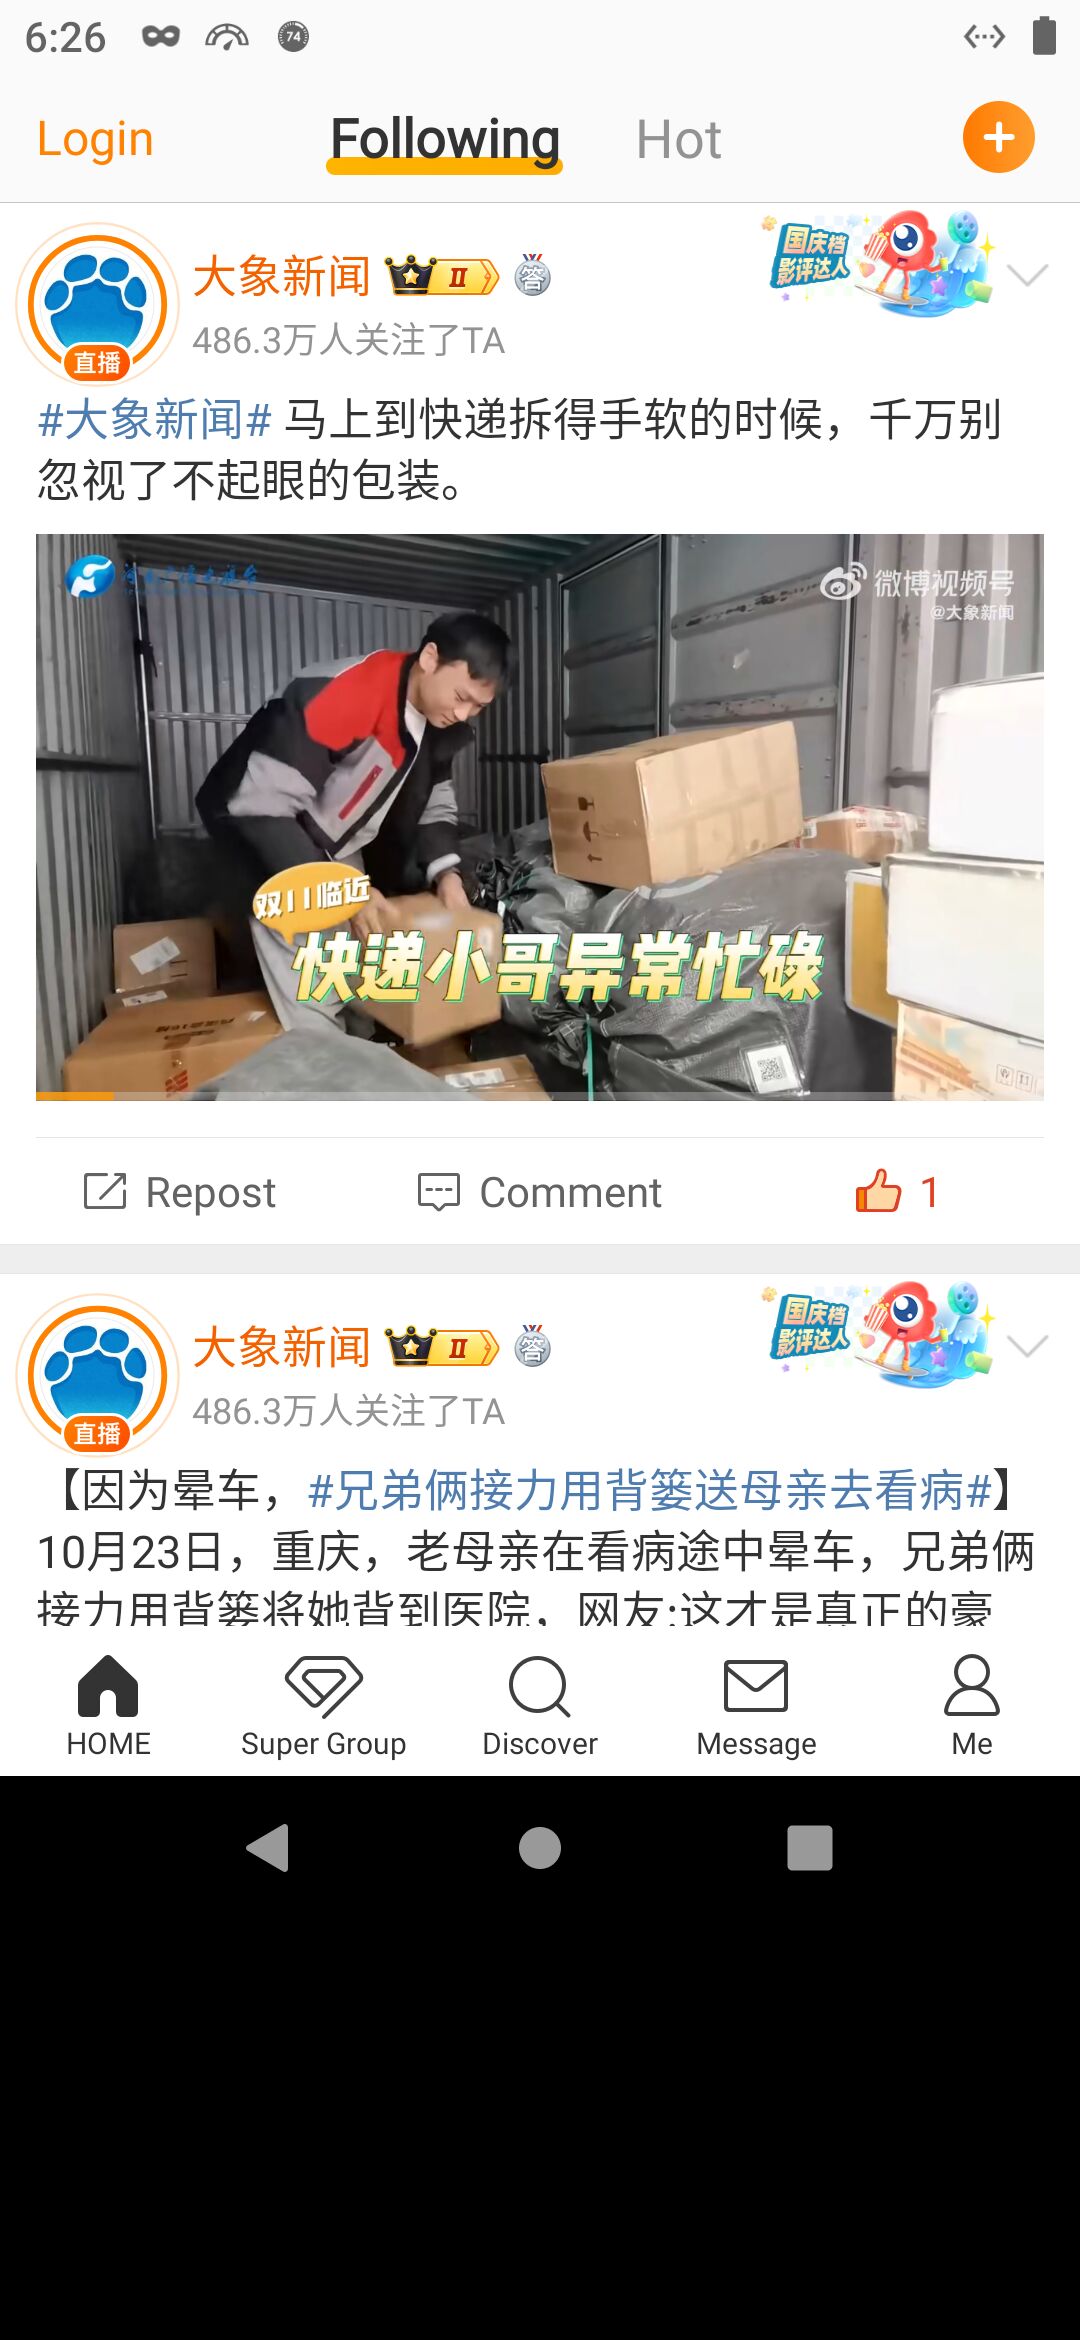 6:26
74
Login
Following
Hot
国庆档
影评达人
大象新闻
II
答
486.3万人关注了TA
直播
#大象新闻# 马上到快递拆得手软的时候，千万别
忽视了不起眼的包装。
微博视频号
@大象新闻
双11临近
快递小哥异常忙碌
Repost
Comment
1
国庆档
影评达人
大象新闻
II
答
486.3万人关注了TA
直播
【因为晕车，#兄弟俩接力用背篓送母亲去看病#】
10月23日，重庆，老母亲在看病途中晕车，兄弟俩
接力用背篓将她背到医院，网友:这才是真正的豪
HOME
Super Group
Discover
Message
Me